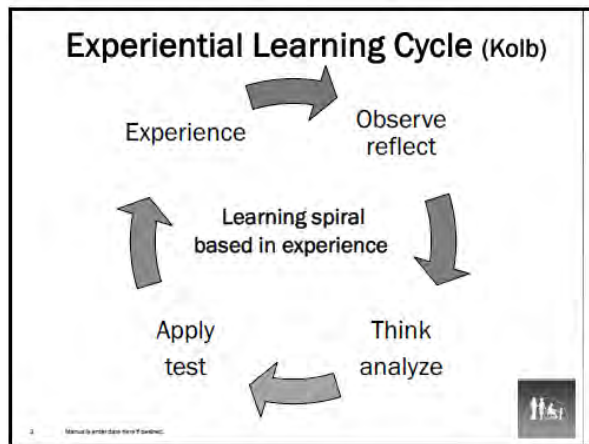 Experiential Learning Cycle (Kolb)
Experience
Observe
reflect
Learning spiral
based in experience
Apply
test
Think
analyze